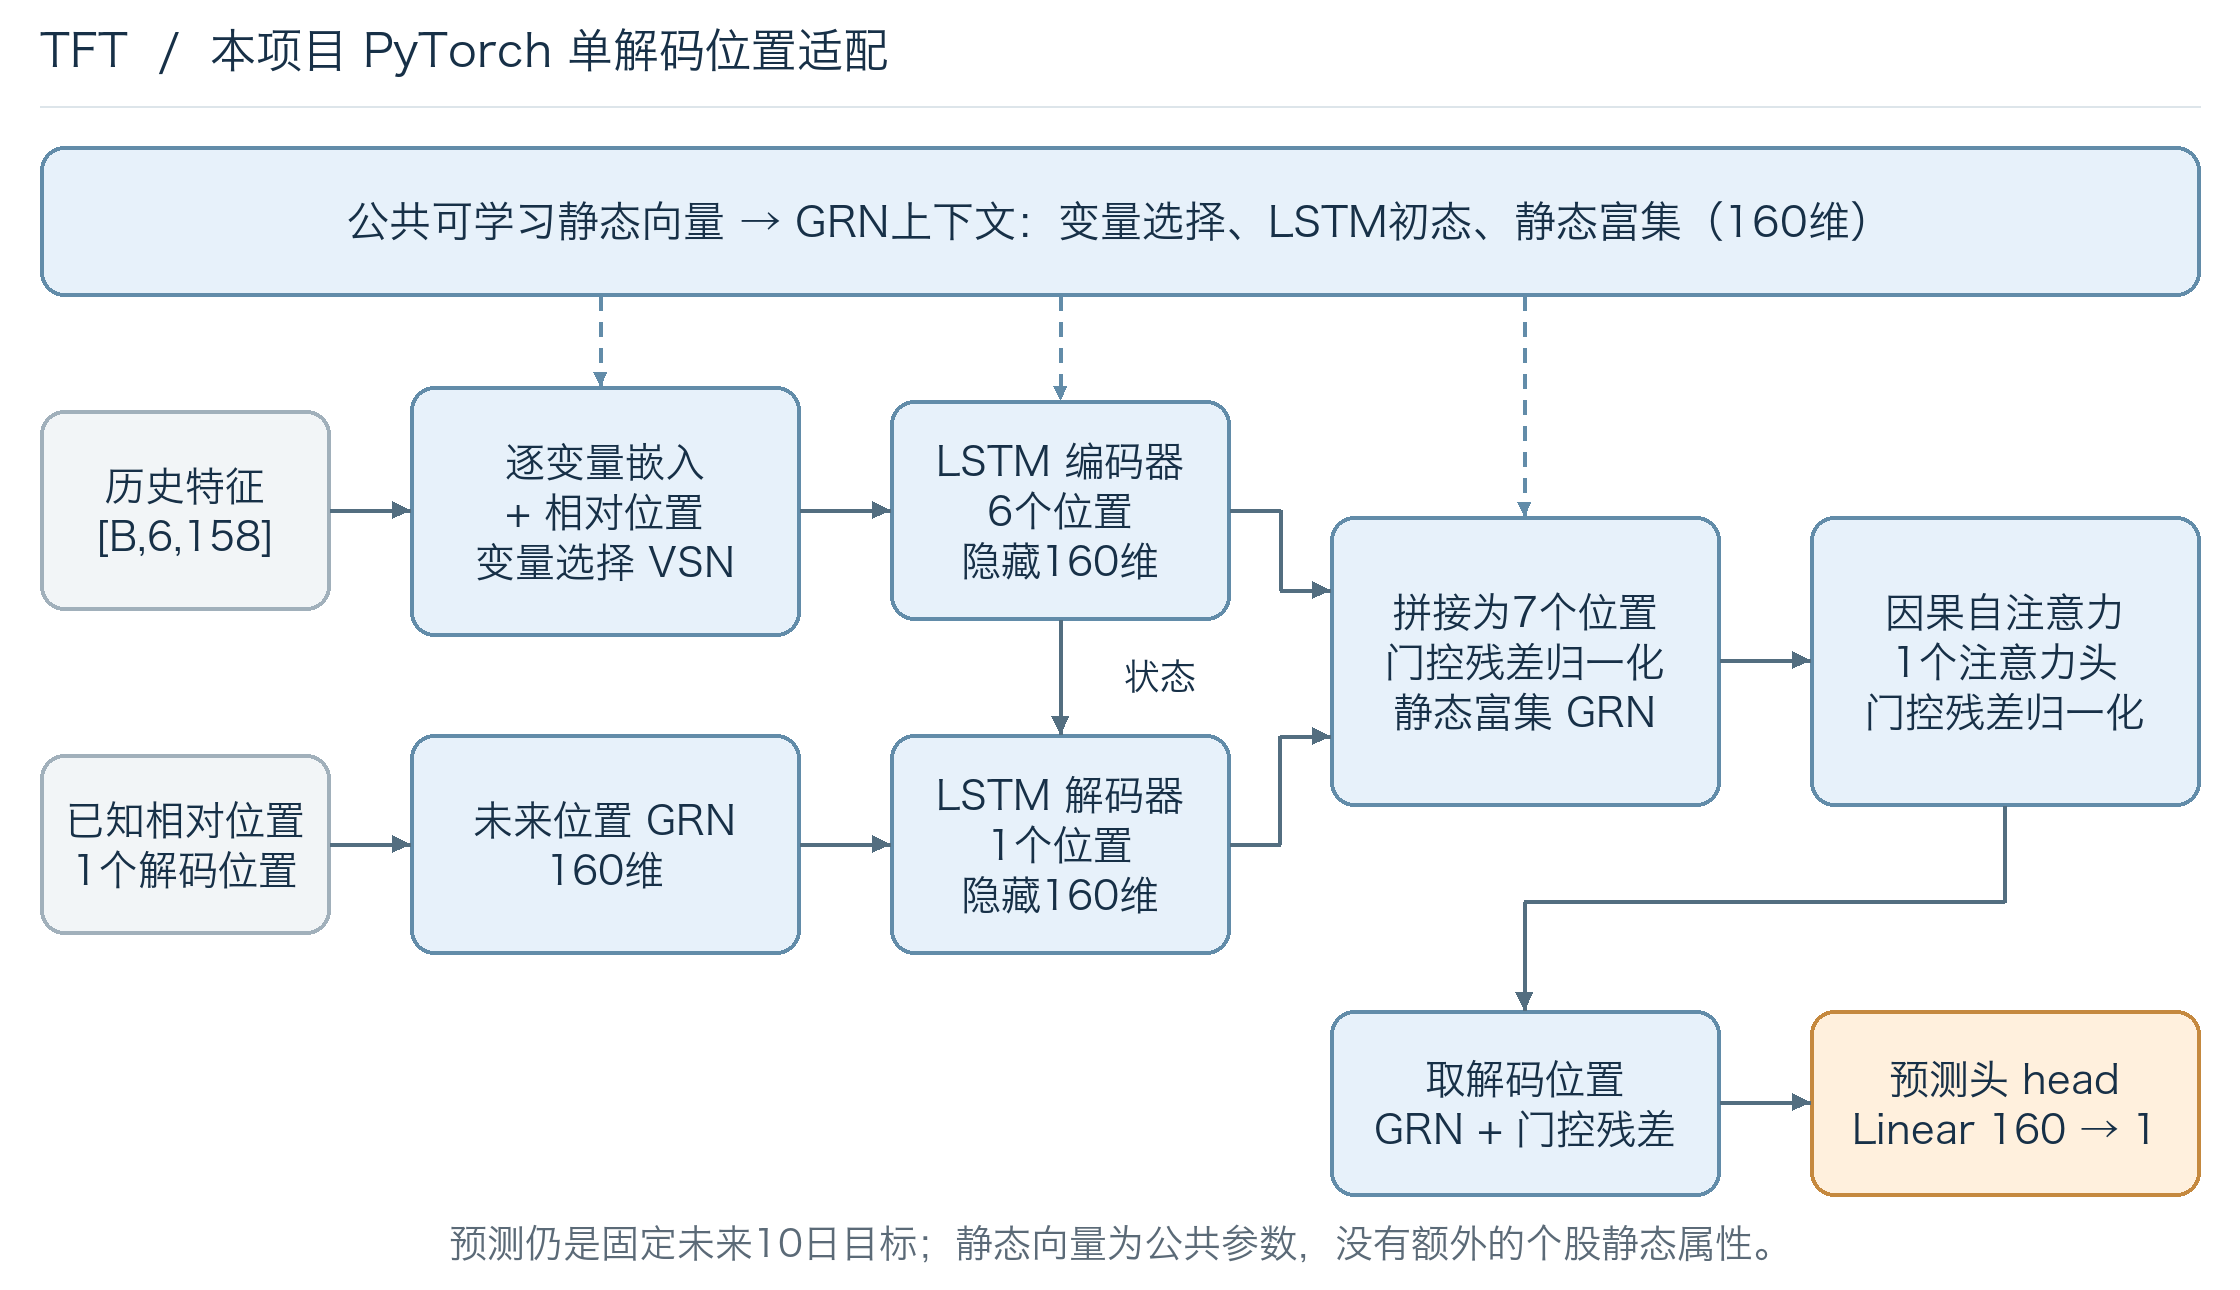 TFT / 本项目 PyTorch 单解码位置适配
公共可学习静态向量 → GRN上下文：变量选择、LSTM初态、静态富集（160维）
历史特征
[B,6,158]
逐变量嵌入
+ 相对位置
变量选择 VSN
LSTM 编码器
6个位置
隐藏160维
状态
已知相对位置
1个解码位置
未来位置 GRN
160维
LSTM 解码器
1个位置
隐藏160维
拼接为7个位置
门控残差归一化
静态富集 GRN
因果自注意力
1个注意力头
门控残差归一化
取解码位置
GRN + 门控残差
预测头 head
Linear 160 → 1
预测仍是固定未来10日目标；静态向量为公共参数，没有额外的个股静态属性。